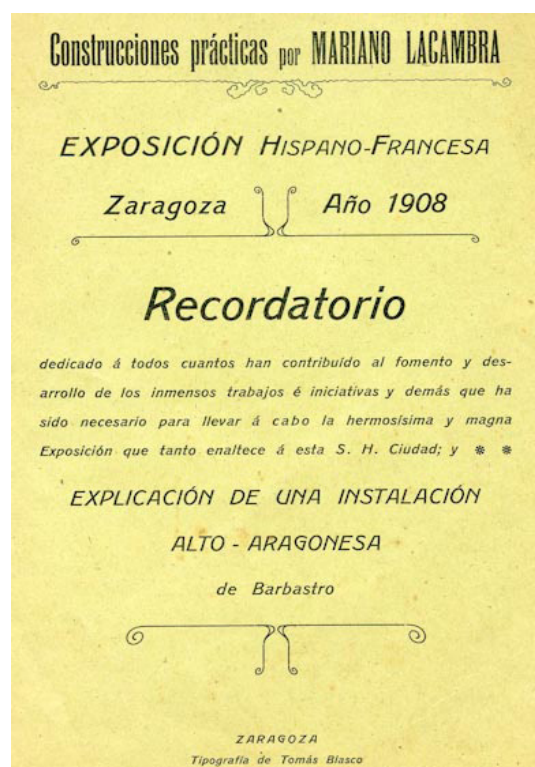 Construcciones prácticas por MARIANO LACAMBRA
EXPOSICIÓN HISPANO-FRANCESA
Zaragoza Año 1908
Recordatorio
dedicado á todos cuantos han contribuído al fomento y des-
arrollo de los inmensos trabajos é iniciativas y demás que ha
sido necesario para llevar á cabo la hermosísima y magna
Exposición que tanto enaltece á esta S. H. Ciudad; y * *
EXPLICACIÓN DE UNA INSTALACIÓN
ALTO - ARAGONESA
de Barbastro
ZARAGOZA
Tipografía de Tomás Blasco